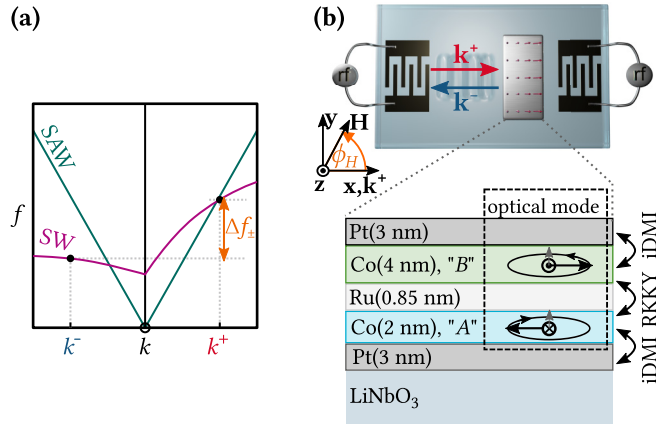 (a)
SAW
f
SW
Δf±
k⁻
k
k⁺
(b)
rf
k⁺
k⁻
rf
y
H
ϕ_H
z
x,k⁺
optical mode
Pt(3 nm)
Co(4 nm), "B"
Ru(0.85 nm)
Co(2 nm), "A"
Pt(3 nm)
LiNbO₃
iDMI
RKKY
iDMI